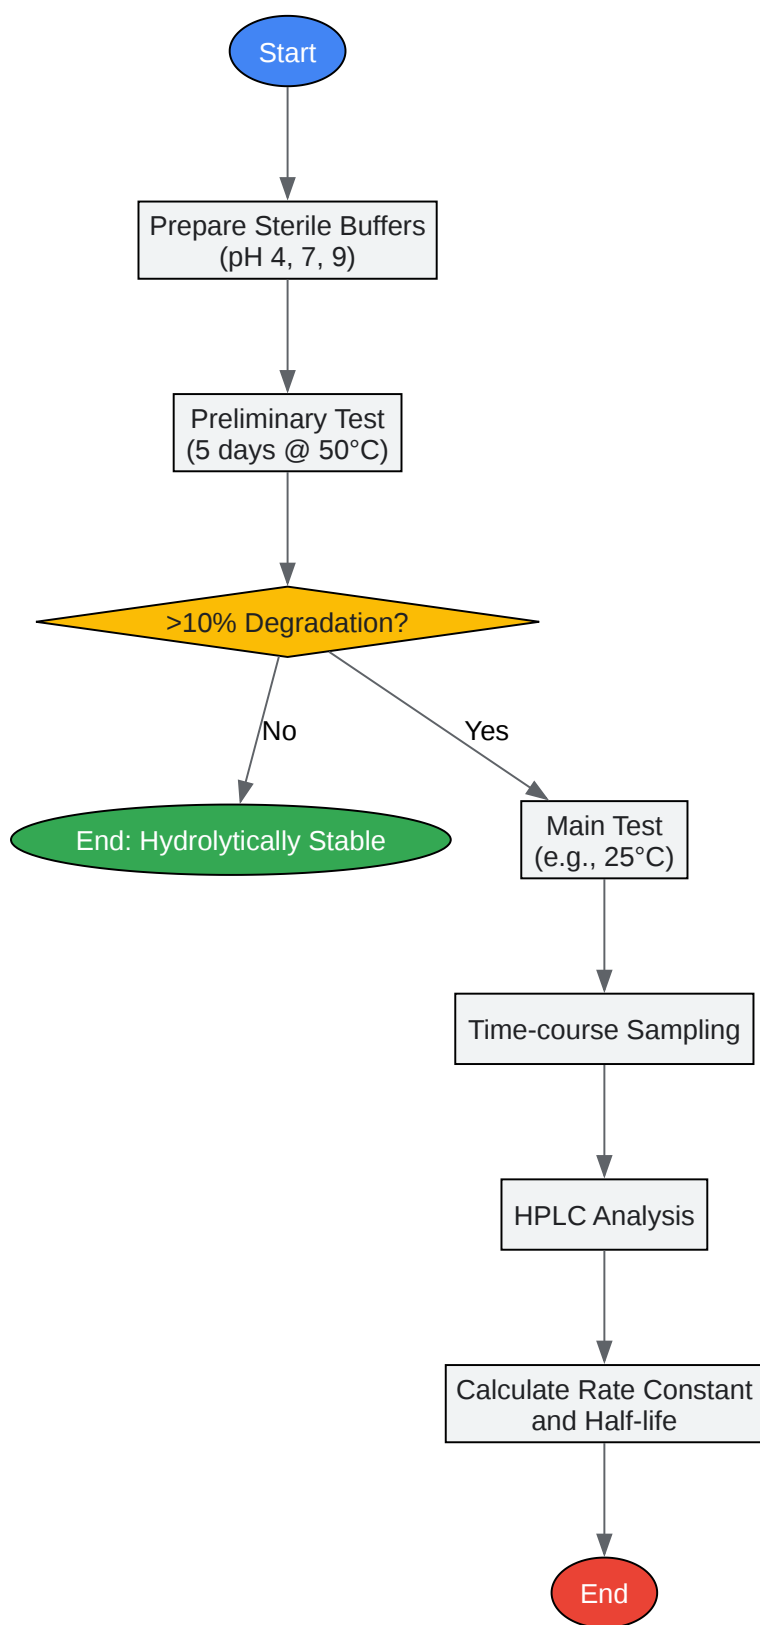 Start
Prepare Sterile Buffers
(pH 4, 7, 9)
Preliminary Test
(5 days @ 50°C)
>10% Degradation?
No
Yes
End: Hydrolytically Stable
Main Test
(e.g., 25°C)
Time-course Sampling
HPLC Analysis
Calculate Rate Constant
and Half-life
End